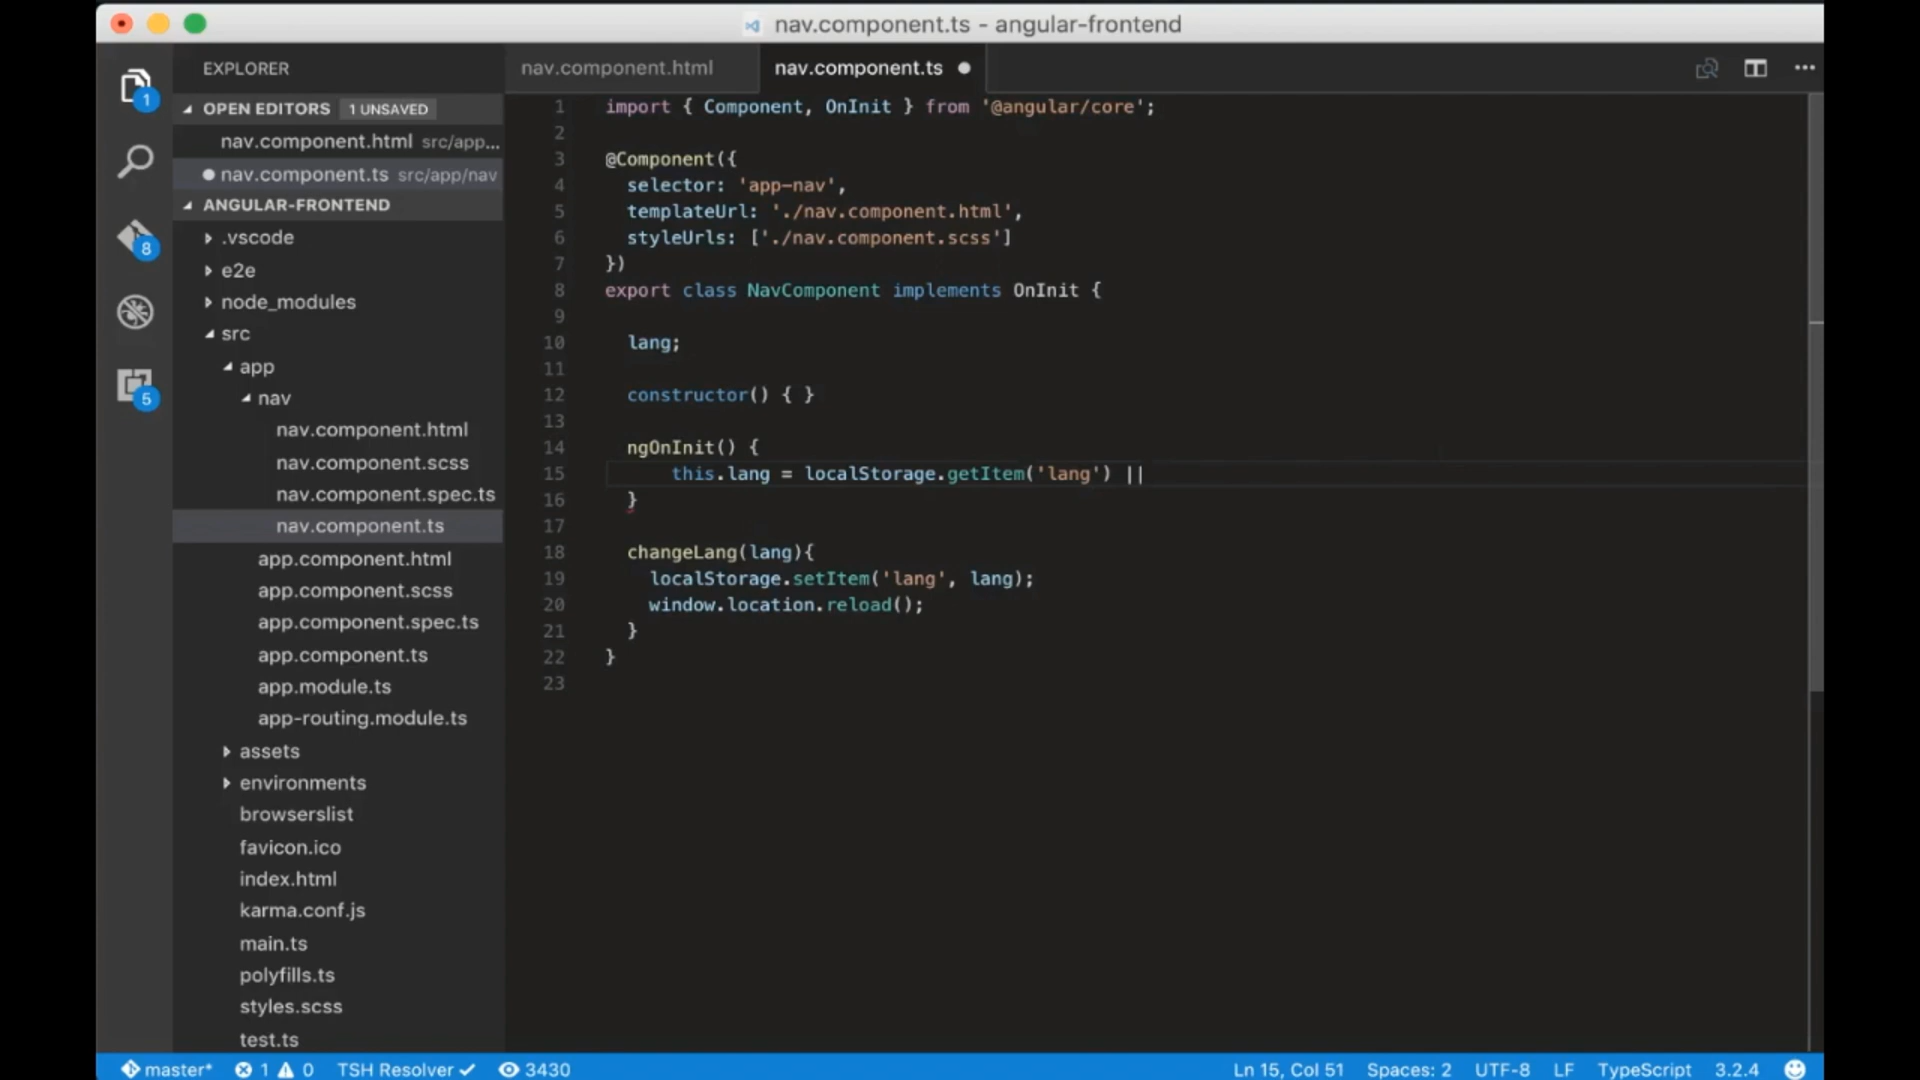 nav.component.ts - angular-frontend
EXPLORER
nav.component.html
nav.component.ts
1
OPEN EDITORS 1 UNSAVED
nav.component.html src/app...
nav.component.ts src/app/nav
ANGULAR-FRONTEND
8
5
.vscode
e2e
node_modules
src
app
nav
nav.component.html
nav.component.scss
nav.component.spec.ts
nav.component.ts
app.component.html
app.component.scss
app.component.spec.ts
app.component.ts
app.module.ts
app-routing.module.ts
assets
environments
browserslist
favicon.ico
index.html
karma.conf.js
main.ts
polyfills.ts
styles.scss
test.ts
1 import { Component, OnInit } from '@angular/core';
2
3 @Component({
4 selector: 'app-nav',
5 templateUrl: './nav.component.html',
6 styleUrls: ['./nav.component.scss']
7 })
8 export class NavComponent implements OnInit {
9
10 lang;
11
12 constructor() { }
13
14 ngOnInit() {
15 this.lang = localStorage.getItem('lang') ||
16 }
17
18 changeLang(lang){
19 localStorage.setItem('lang', lang);
20 window.location.reload();
21 }
22 }
23
master* 1 0 TSH Resolver ✓ 3430 Ln 15, Col 51 Spaces: 2 UTF-8 LF TypeScript 3.2.4